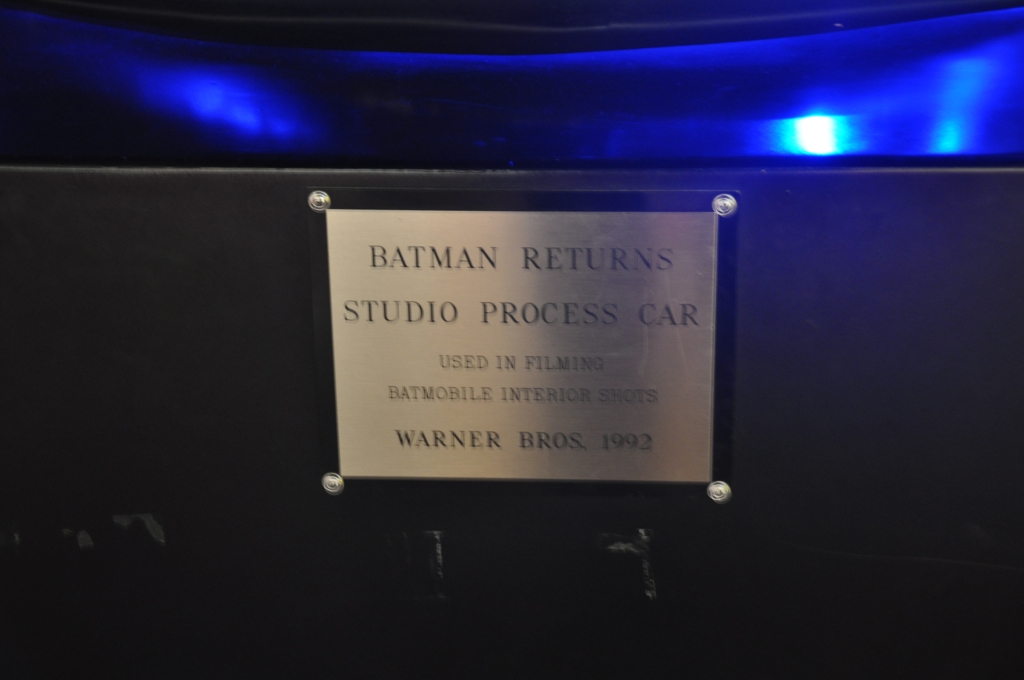 BATMAN RETURNS
STUDIO PROCESS CAR
USED IN FILMING
BATMOBILE INTERIOR SHOTS
WARNER BROS. 1992